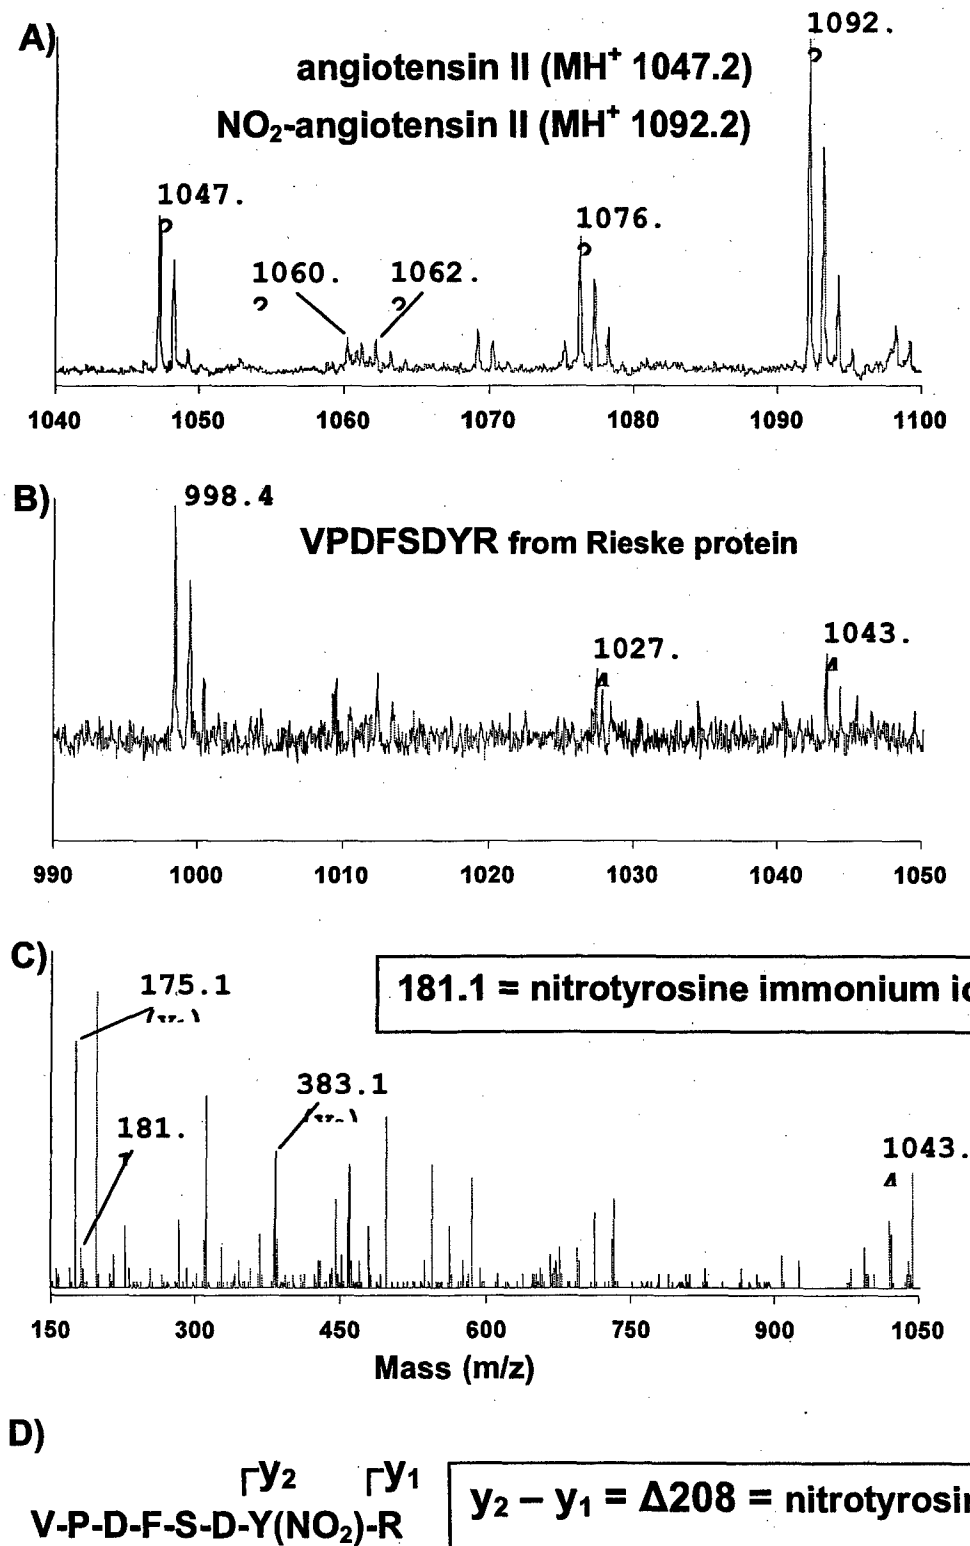 A)
1092.
angiotensin II (MH+ 1047.2)
NO2-angiotensin II (MH+ 1092.2)
1047.
1076.
1060.
1062.
1040 1050 1060 1070 1080 1090 1100
B)
998.4
VPDFSDYR from Rieske protein
1027.
1043.
990 1000 1010 1020 1030 1040 1050
C)
175.1
181.1 = nitrotyrosine immonium
383.1
181.
1043.
150 300 450 600 750 900 1050
Mass (m/z)
D)
y2 y1
V-P-D-F-S-D-Y(NO2)-R
y2 – y1 = Δ208 = nitrotyrosin